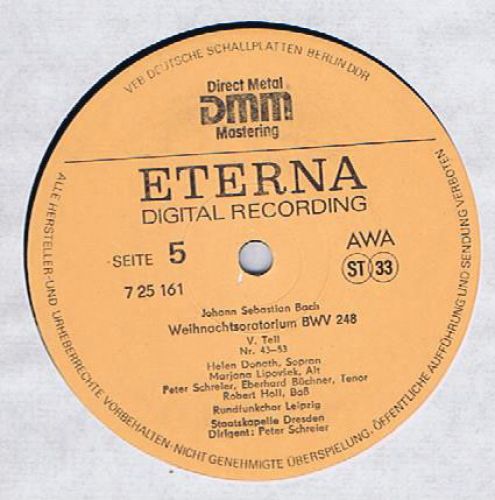 VEB DEUTSCHE SCHALLPLATTEN BERLIN DDR
Direct Metal
DMM
Mastering
ETERNA
DIGITAL RECORDING
SEITE 5
AWA
7 25 161
ST 33
Johann Sebastian Bach
Weihnachtsoratorium BWV 248
V. Teil
Nr. 43–53
Helen Donath, Sopran
Marjana Lipovšek, Alt
Peter Schreier, Eberhard Büchner, Tenor
Robert Holl, Baß
Rundfunkchor Leipzig
Staatskapelle Dresden
Dirigent: Peter Schreier
ALLE HERSTELLER- UND URHEBERRECHTE VORBEHALTEN · NICHT GENEHMIGTE ÜBERSPIELUNG, ÖFFENTLICHE AUFFÜHRUNG UND SENDUNG VERBOTEN